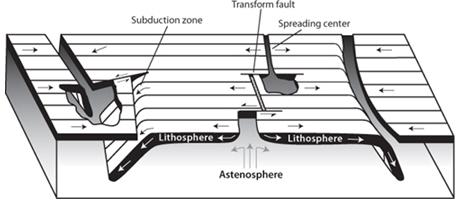 Transform fault
Subduction zone
Spreading center
Lithosphere
Lithosphere
Astenosphere